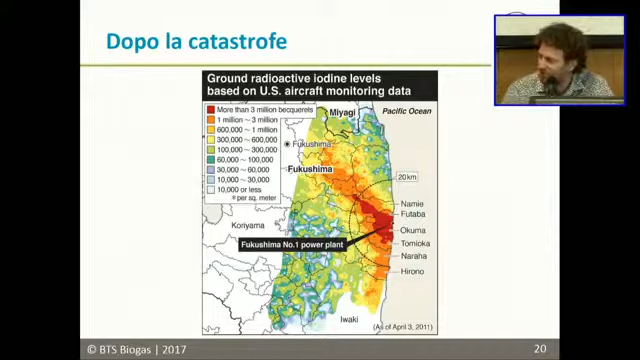 Dopo la catastrofe
Ground radioactive iodine levels
based on U.S. aircraft monitoring data
More than 3 million becquerels
1 million ~ 3 million
600,000 ~ 1 million
300,000 ~ 600,000
100,000 ~ 300,000
60,000 ~ 100,000
30,000 ~ 60,000
10,000 ~ 30,000
10,000 or less
* per sq. meter
Miyagi
Pacific Ocean
Fukushima
Fukushima
20km
Namie
Futaba
Koriyama
Okuma
Fukushima No.1 power plant
Tomioka
Naraha
Hirono
Iwaki
(As of April 3, 2011)
© BTS Biogas | 2017
20